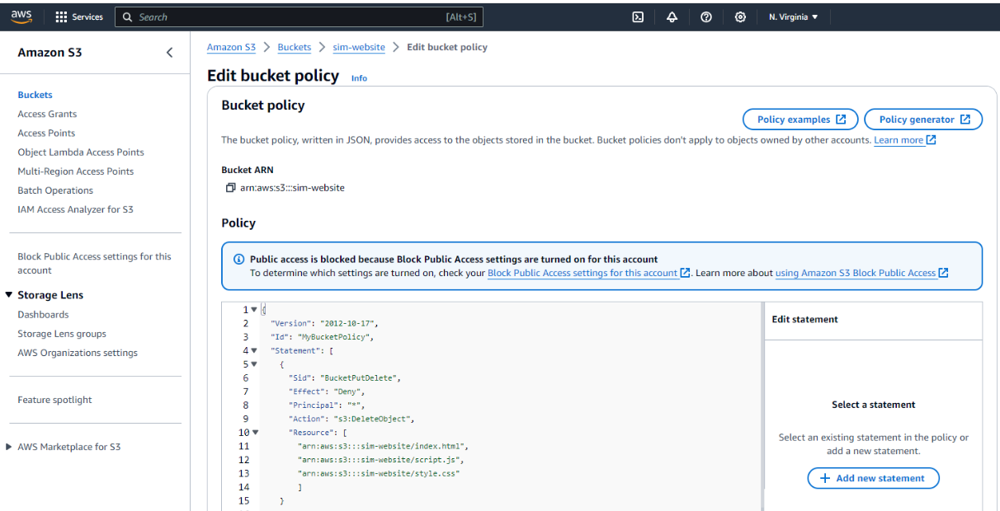 aws
Services
Search
[Alt+S]
N. Virginia
Amazon S3
Buckets
Access Grants
Access Points
Object Lambda Access Points
Multi-Region Access Points
Batch Operations
IAM Access Analyzer for S3
Block Public Access settings for this
account
Storage Lens
Dashboards
Storage Lens groups
AWS Organizations settings
Feature spotlight
AWS Marketplace for S3
Amazon S3 > Buckets > sim-website > Edit bucket policy
Edit bucket policy Info
Bucket policy
Policy examples
Policy generator
The bucket policy, written in JSON, provides access to the objects stored in the bucket. Bucket policies don't apply to objects owned by other accounts. Learn more
Bucket ARN
arn:aws:s3:::sim-website
Policy
Public access is blocked because Block Public Access settings are turned on for this account
To determine which settings are turned on, check your Block Public Access settings for this account. Learn more about using Amazon S3 Block Public Access
1 {
2 "Version": "2012-10-17",
3 "Id": "MyBucketPolicy",
4 "Statement": [
5 {
6 "Sid": "BucketPutDelete",
7 "Effect": "Deny",
8 "Principal": "*",
9 "Action": "s3:DeleteObject",
10 "Resource": [
11 "arn:aws:s3:::sim-website/index.html",
12 "arn:aws:s3:::sim-website/script.js",
13 "arn:aws:s3:::sim-website/style.css"
14 ]
15 }
Edit statement
Select a statement
Select an existing statement in the policy or
add a new statement.
+ Add new statement